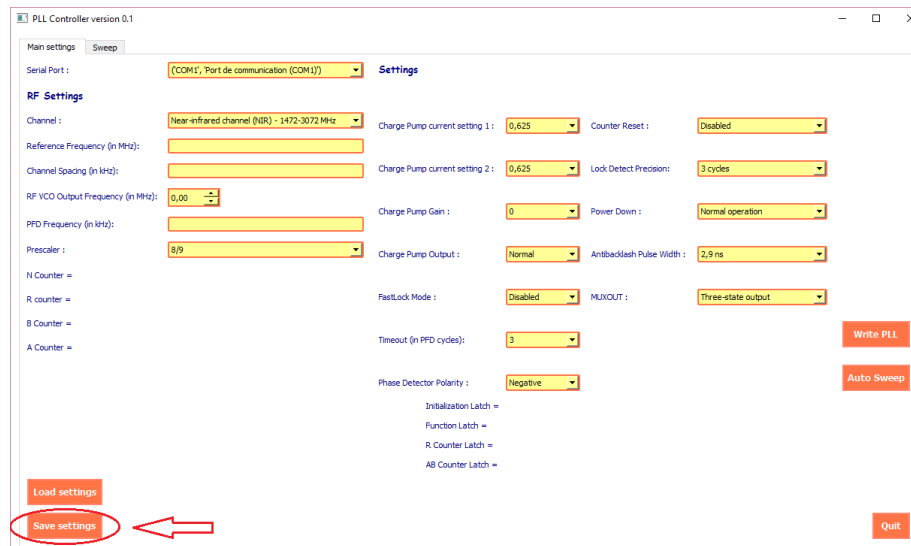 PLL Controller version 0.1
Main settings
Sweep
Serial Port :
('COM1', 'Port de communication (COM1)')
RF Settings
Channel :
Near-infrared channel (NIR) - 1472-3072 MHz
Reference Frequency (in MHz):
Channel Spacing (in kHz):
RF VCO Output Frequency (in MHz):
0,00
PFD Frequency (in kHz):
Prescaler :
8/9
N Counter =
R counter =
B Counter =
A Counter =
Settings
Charge Pump current setting 1 :
0,625
Counter Reset :
Disabled
Charge Pump current setting 2 :
0,625
Lock Detect Precision:
3 cycles
Charge Pump Gain :
0
Power Down :
Normal operation
Charge Pump Output :
Normal
Antibacklash Pulse Width :
2,9 ns
FastLock Mode :
Disabled
MUXOUT :
Three-state output
Timeout (in PFD cycles):
3
Phase Detector Polarity :
Negative
Initialization Latch =
Function Latch =
R Counter Latch =
AB Counter Latch =
Write PLL
Auto Sweep
Load settings
Save settings
Quit